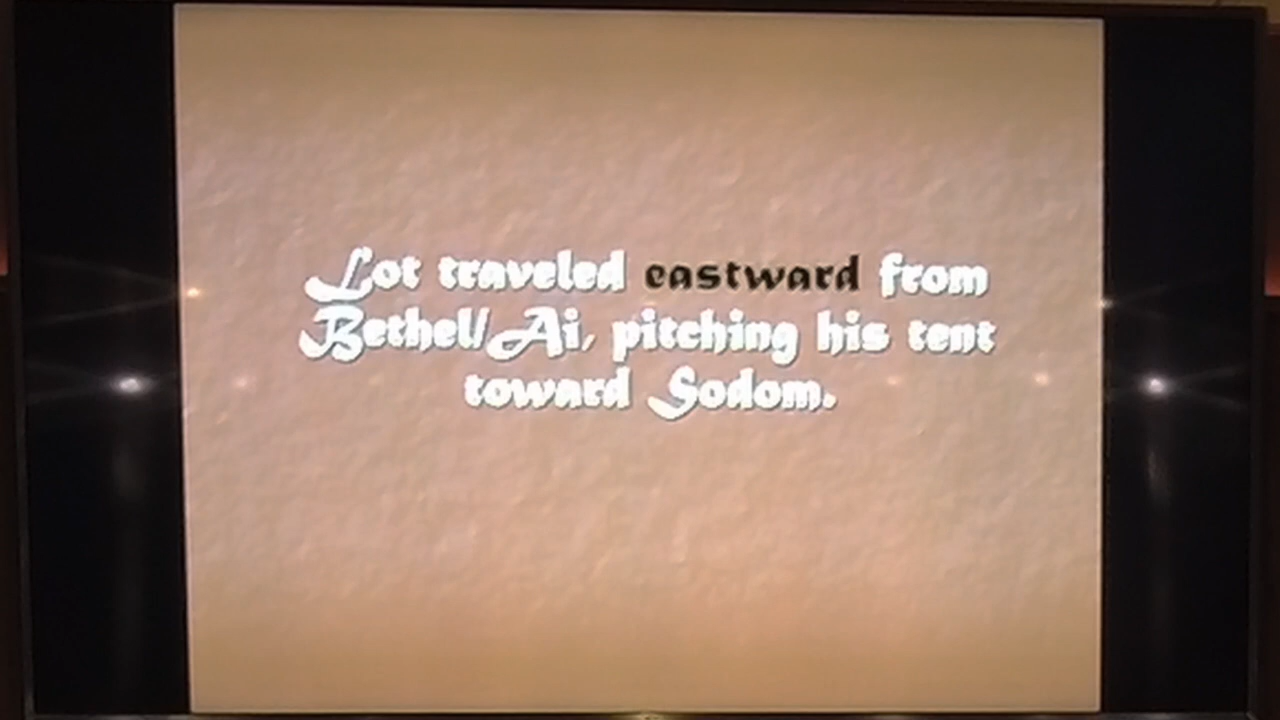 Lot traveled eastward from
Bethel/Ai, pitching his tent
toward Sodom.